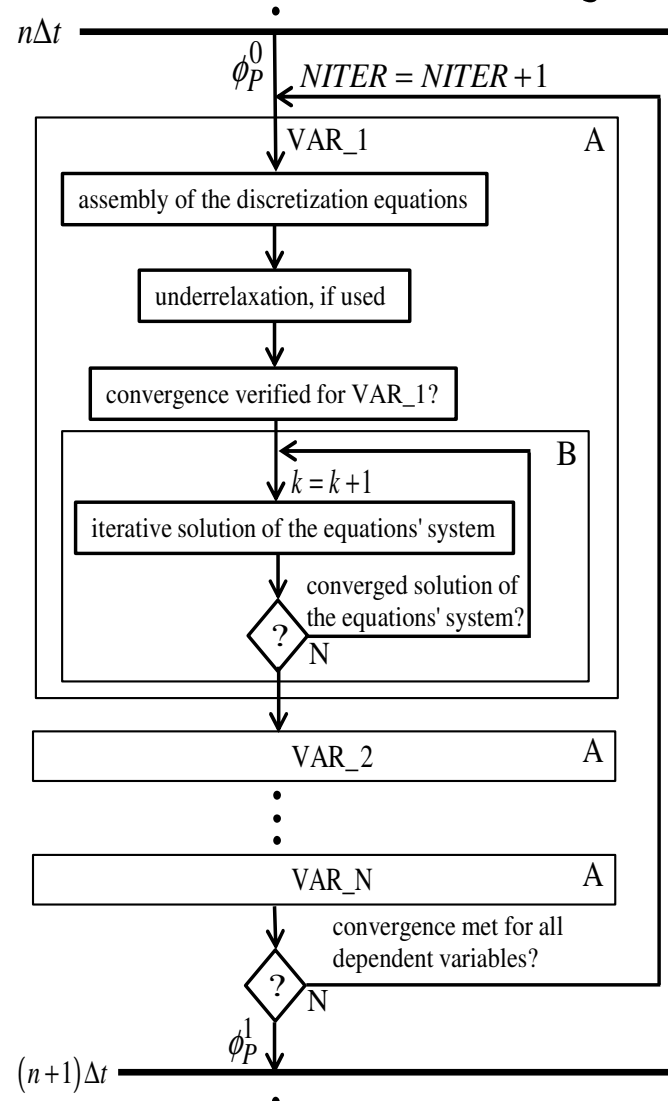 nΔt
ϕ_P^0
NITER = NITER +1
VAR_1
A
assembly of the discretization equations
underrelaxation, if used
convergence verified for VAR_1?
B
k = k +1
iterative solution of the equations' system
converged solution of
the equations' system?
?
N
VAR_2
A
VAR_N
A
convergence met for all
dependent variables?
?
N
ϕ_P^1
(n+1)Δt